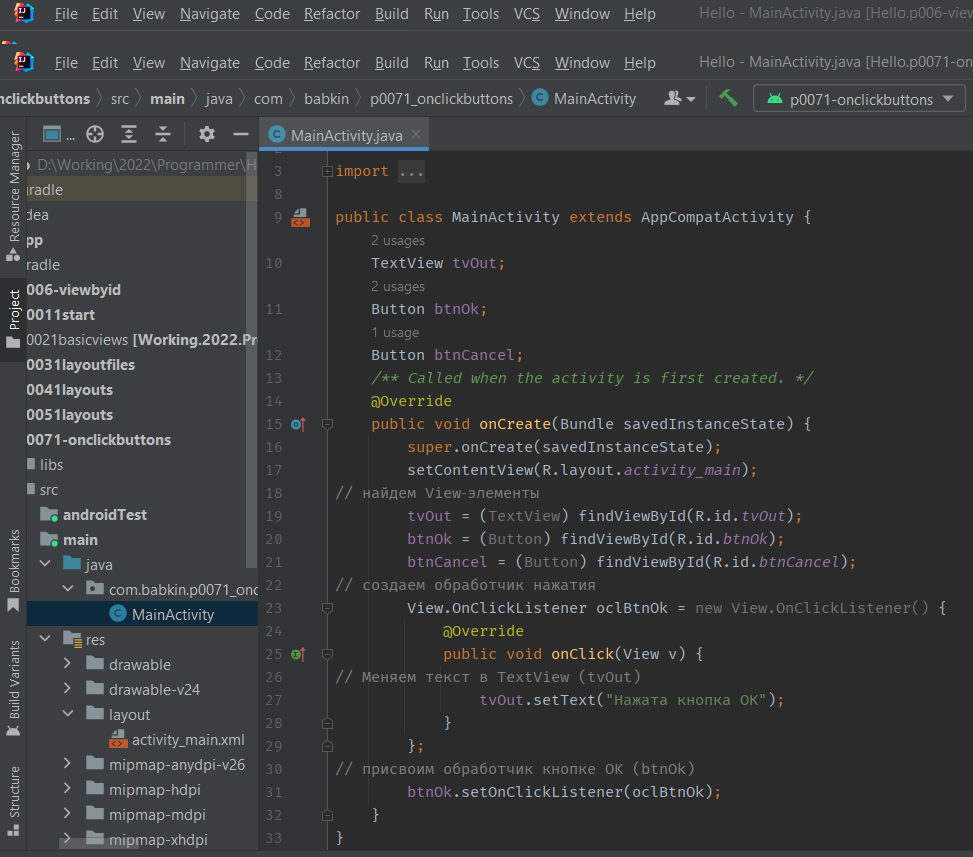 File Edit View Navigate Code Refactor Build Run Tools VCS Window Help Hello - MainActivity.java [Hello.p006-view
File Edit View Navigate Code Refactor Build Run Tools VCS Window Help Hello - MainActivity.java [Hello.p0071-on
nclickbuttons src main java com babkin p0071_onclickbuttons MainActivity p0071-onclickbuttons
Resource Manager
Project
Bookmarks
Build Variants
Structure
...
D:\Working\2022\Programmer\H
radle
dea
pp
radle
006-viewbyid
0011start
0021basicviews [Working.2022.Pr
0031layoutfiles
0041layouts
0051layouts
0071-onclickbuttons
libs
src
androidTest
main
java
com.babkin.p0071_onc
MainActivity
res
drawable
drawable-v24
layout
activity_main.xml
mipmap-anydpi-v26
mipmap-hdpi
mipmap-mdpi
mipmap-xhdpi
MainActivity.java
3 import ...
8
9 public class MainActivity extends AppCompatActivity {
2 usages
10 TextView tvOut;
2 usages
11 Button btnOk;
1 usage
12 Button btnCancel;
13 /** Called when the activity is first created. */
14 @Override
15 public void onCreate(Bundle savedInstanceState) {
16 super.onCreate(savedInstanceState);
17 setContentView(R.layout.activity_main);
18 // найдем View-элементы
19 tvOut = (TextView) findViewById(R.id.tvOut);
20 btnOk = (Button) findViewById(R.id.btnOk);
21 btnCancel = (Button) findViewById(R.id.btnCancel);
22 // создаем обработчик нажатия
23 View.OnClickListener oclBtnOk = new View.OnClickListener() {
24 @Override
25 public void onClick(View v) {
26 // Меняем текст в TextView (tvOut)
27 tvOut.setText("Нажата кнопка ОК");
28 }
29 };
30 // присвоим обработчик кнопке OK (btnOk)
31 btnOk.setOnClickListener(oclBtnOk);
32 }
33 }